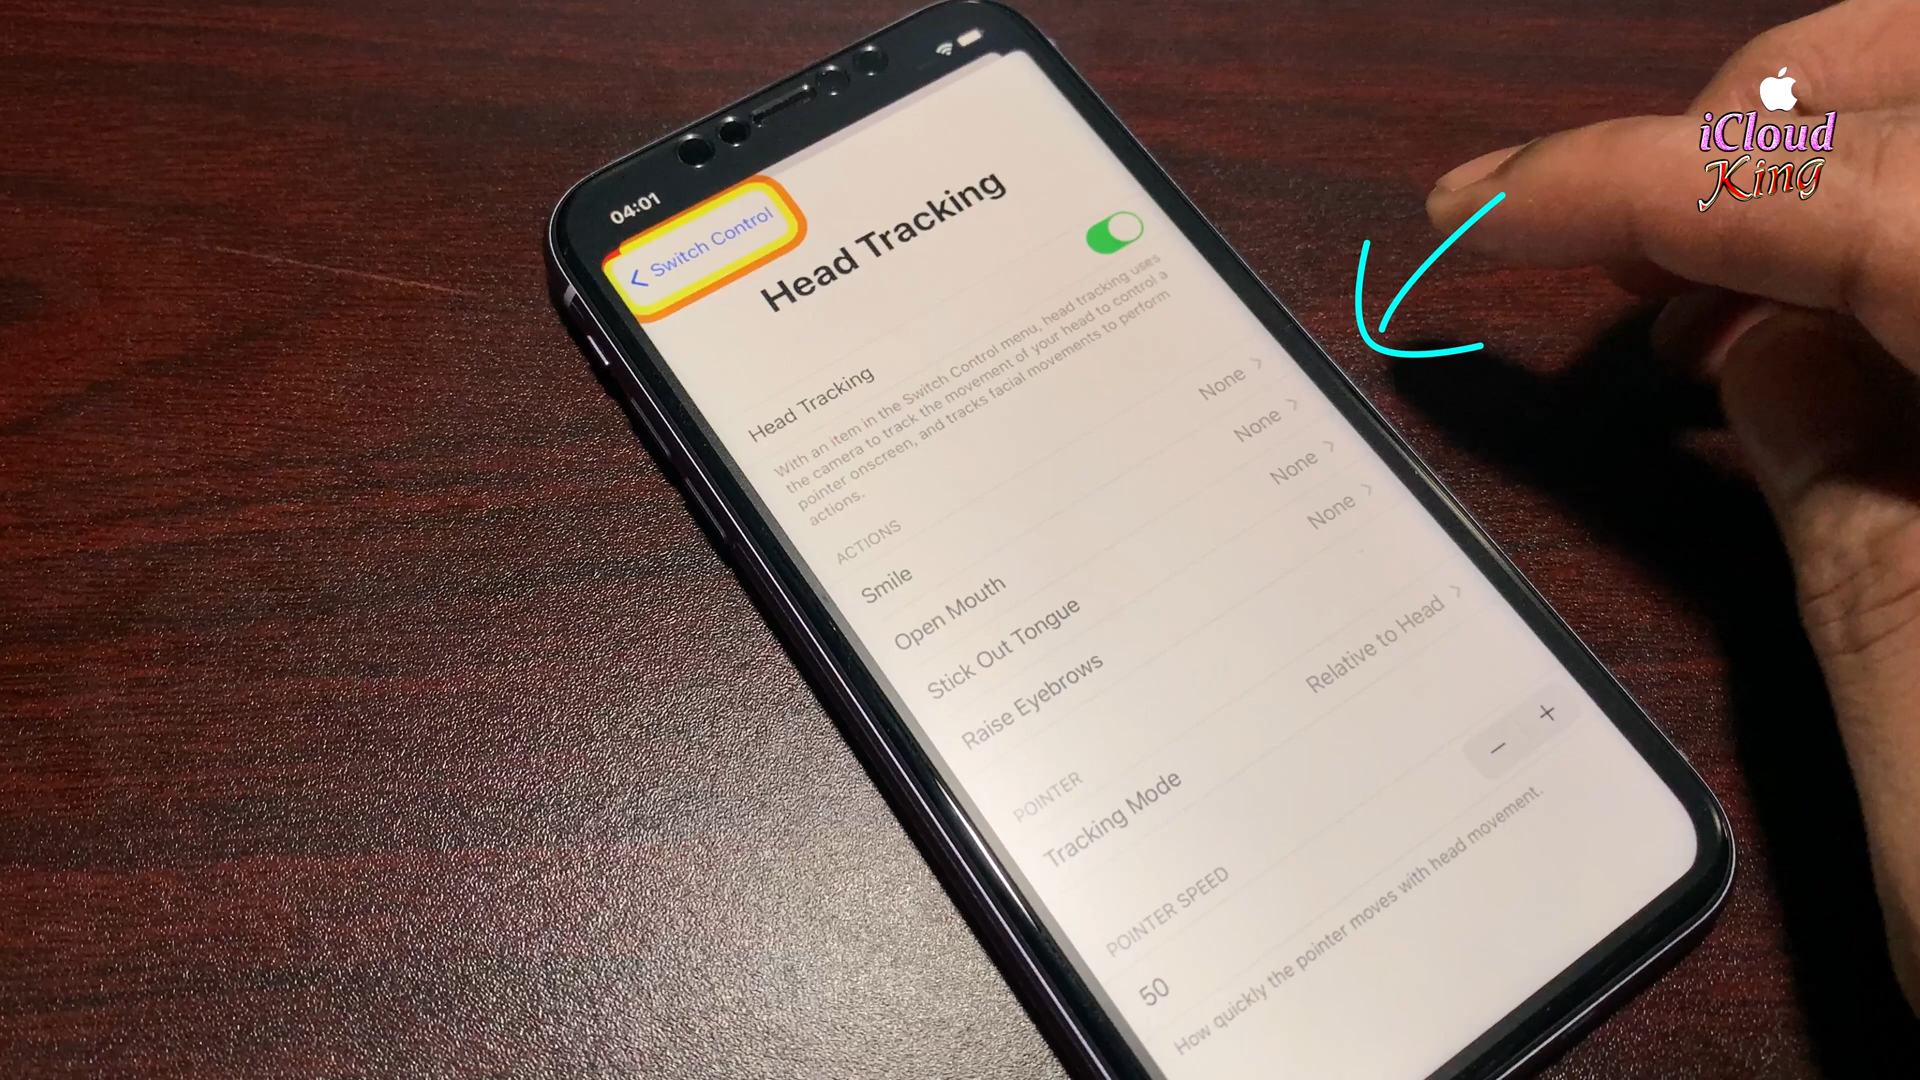 iCloud
King
04:01
Switch Control
Head Tracking
Head Tracking
With an item in the Switch Control menu, head tracking uses
the camera to track the movement of your head to control a
pointer onscreen, and tracks facial movements to perform
actions.
ACTIONS
Smile None
Open Mouth None
Stick Out Tongue None
Raise Eyebrows None
POINTER
Tracking Mode Relative to Head
POINTER SPEED
50 − +
How quickly the pointer moves with head movement.